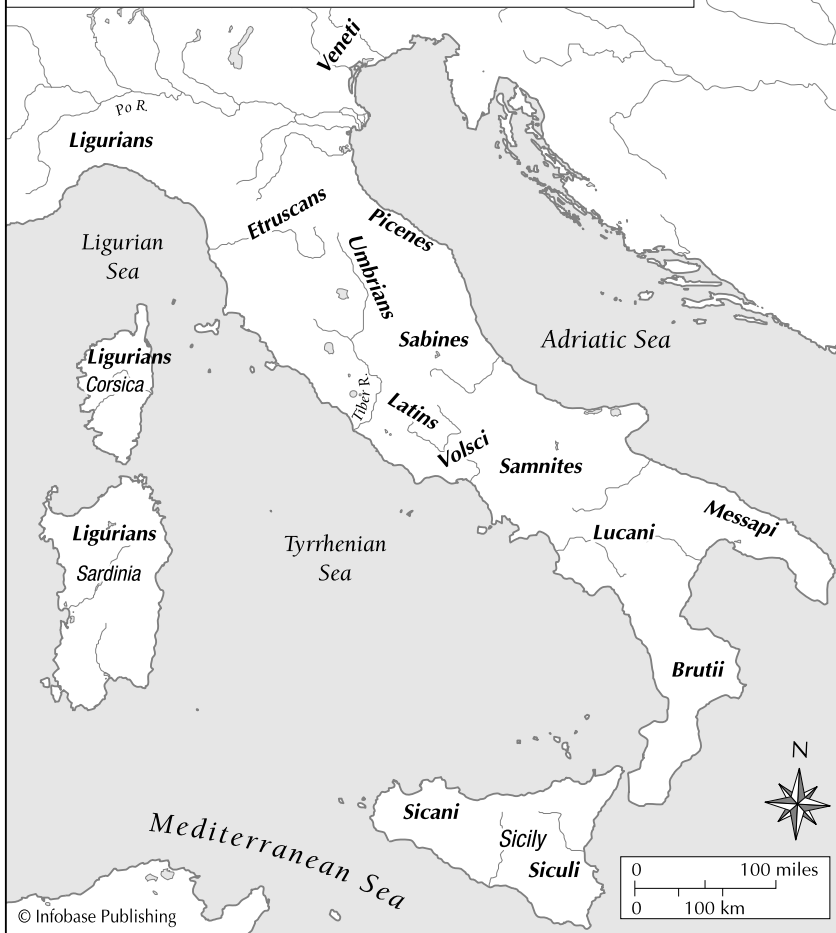 Veneti
Po R.
Ligurians
Etruscans
Picenes
Ligurian
Sea
Umbrians
Adriatic Sea
Sabines
Ligurians
Corsica
Tiber R.
Latins
Volsci
Samnites
Messapi
Ligurians
Lucani
Tyrrhenian
Sea
Sardinia
Brutii
N
Sicani
Mediterranean Sea
Sicily
Siculi
0 100 miles
0 100 km
© Infobase Publishing